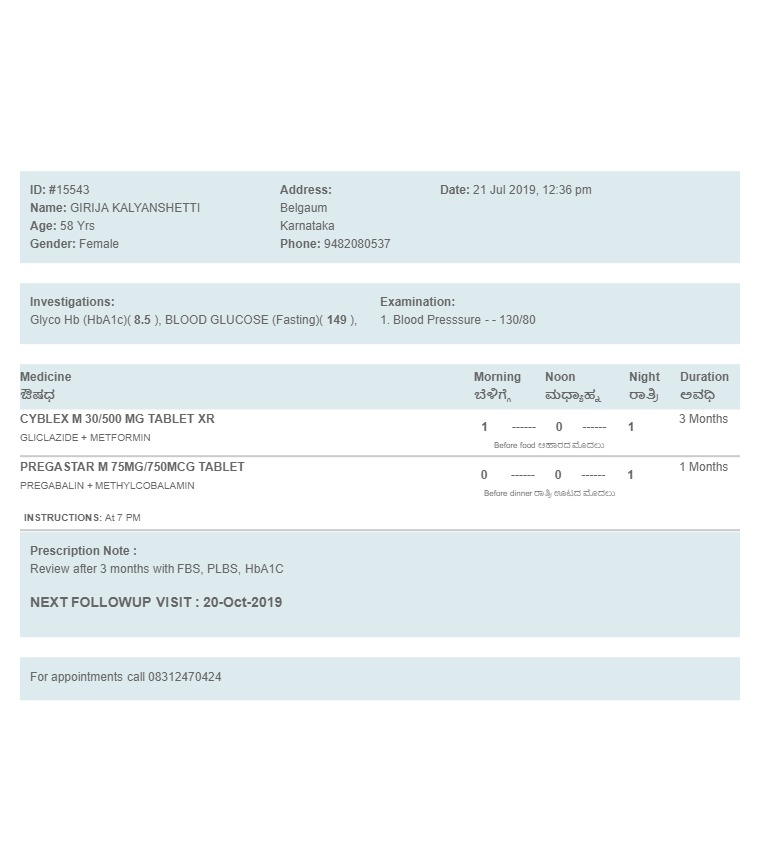 ID: #15543
Name: GIRIJA KALYANSHETTI
Age: 58 Yrs
Gender: Female
Address:
Belgaum
Karnataka
Phone: 9482080537
Date: 21 Jul 2019, 12:36 pm
Investigations:
Glyco Hb (HbA1c)( 8.5 ), BLOOD GLUCOSE (Fasting)( 149 ),
Examination:
1. Blood Presssure - - 130/80
Medicine Morning Noon Night Duration
ಔಷಧ ಬೆಳಿಗ್ಗೆ ಮಧ್ಯಾಹ್ನ ರಾತ್ರಿ ಅವಧಿ
CYBLEX M 30/500 MG TABLET XR
GLICLAZIDE + METFORMIN
1 ------ 0 ------ 1 3 Months
Before food ಆಹಾರದ ಮೊದಲು
PREGASTAR M 75MG/750MCG TABLET
PREGABALIN + METHYLCOBALAMIN
0 ------ 0 ------ 1 1 Months
Before dinner ರಾತ್ರಿ ಊಟದ ಮೊದಲು
INSTRUCTIONS: At 7 PM
Prescription Note :
Review after 3 months with FBS, PLBS, HbA1C
NEXT FOLLOWUP VISIT : 20-Oct-2019
For appointments call 08312470424